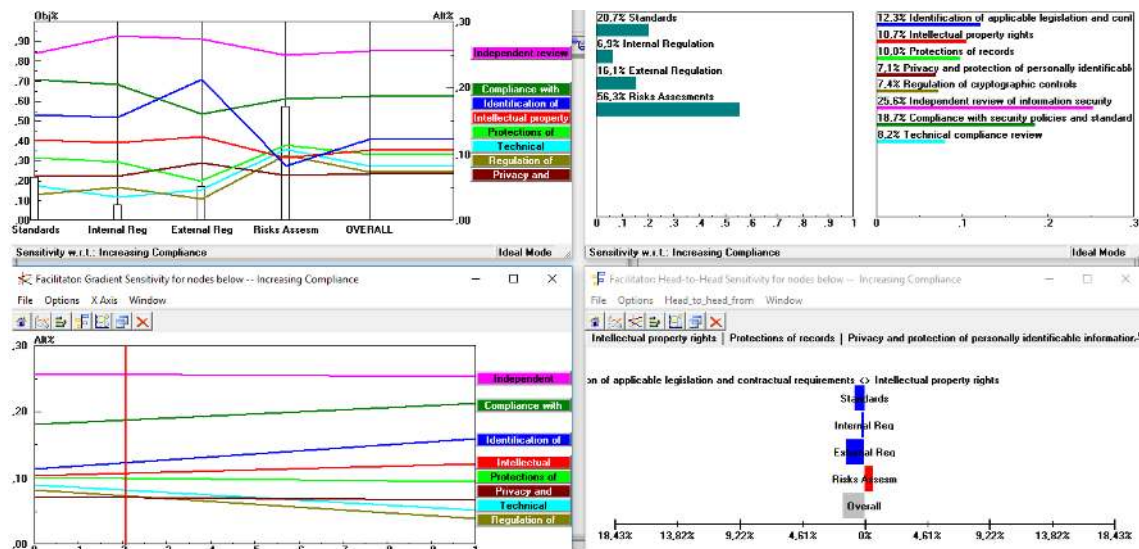 Obj%
Alt%
,90
,80
,70
,60
,50
,40
,30
,20
,10
,00
,30
,20
,10
,00
Independent review
Compliance with
Identification of
Intellectual property
Protections of
Technical
Regulation of
Privacy and
Standards
Internal Reg
External Reg
Risks Assesm
OVERALL
Sensitivity w.r.t.: Increasing Compliance
Ideal Mode
20,7% Standards
6,9% Internal Regulation
16,1% External Regulation
56,3% Risks Assesments
0 .1 .2 .3 .4 .5 .6 .7 .8 .9 1
12,3% Identification of applicable legislation and cont
10,7% Intellectual property rights
10,0% Protections of records
7,1% Privacy and protection of personally identifiable
7,4% Regulation of cryptographic controls
25,6% Independent review of information security
18,7% Compliance with security policies and standard
8,2% Technical compliance review
0 .1 .2 0.3
Sensitivity w.r.t.: Increasing Compliance
Ideal Mode
Facilitator: Gradient Sensitivity for nodes below -- Increasing Compliance
File Options X Axis Window
Alt%
,30
,20
,10
,00
Independent
Compliance with
Identification of
Intellectual
Protections of
Privacy and
Technical
Regulation of
Facilitator: Head-to-Head Sensitivity for nodes below -- Increasing Compliance
File Options Head_to_head_from Window
Intellectual property rights | Protections of records | Privacy and protection of personally identifiable information
on of applicable legislation and contractual requirements <> Intellectual property rights
Standards
Internal Reg
External Reg
Risks Assesm
Overall
18,43% 13,82% 9,22% 4,61% 0% 4,61% 9,22% 13,82% 18,43%